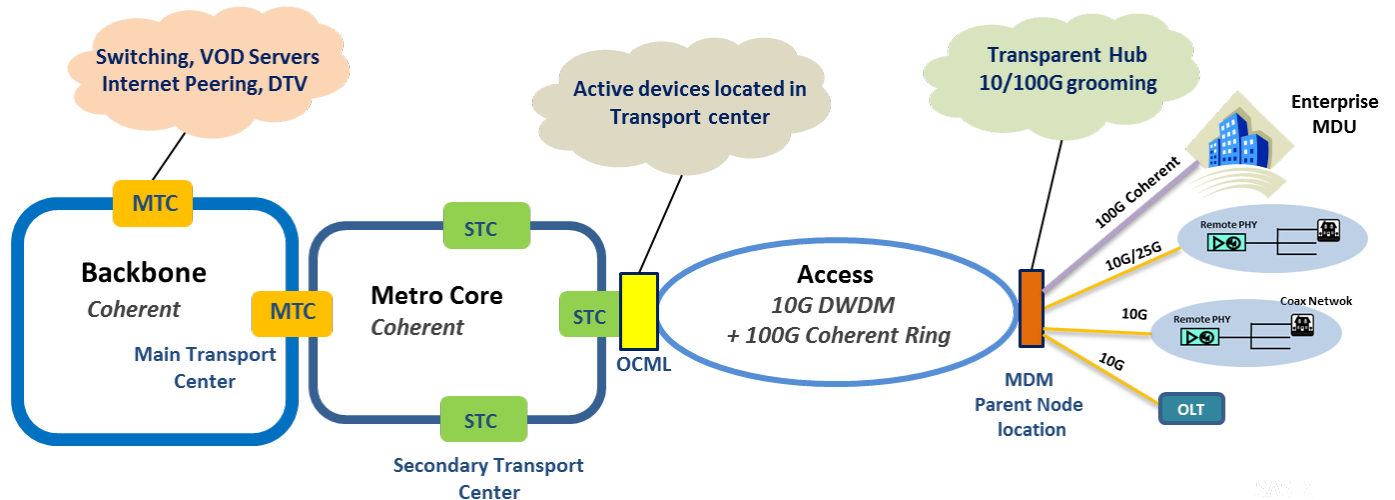 Switching, VOD Servers
Internet Peering, DTV
Active devices located in
Transport center
Transparent Hub
10/100G grooming
Enterprise
MDU
MTC
Backbone
Coherent
MTC
Main Transport
Center
STC
Metro Core
Coherent
STC
STC
Secondary Transport
Center
OCML
Access
10G DWDM
+ 100G Coherent Ring
MDM
Parent Node
location
100G Coherent
10G/25G
Remote PHY
10G
Coax Netwok
Remote PHY
10G
OLT